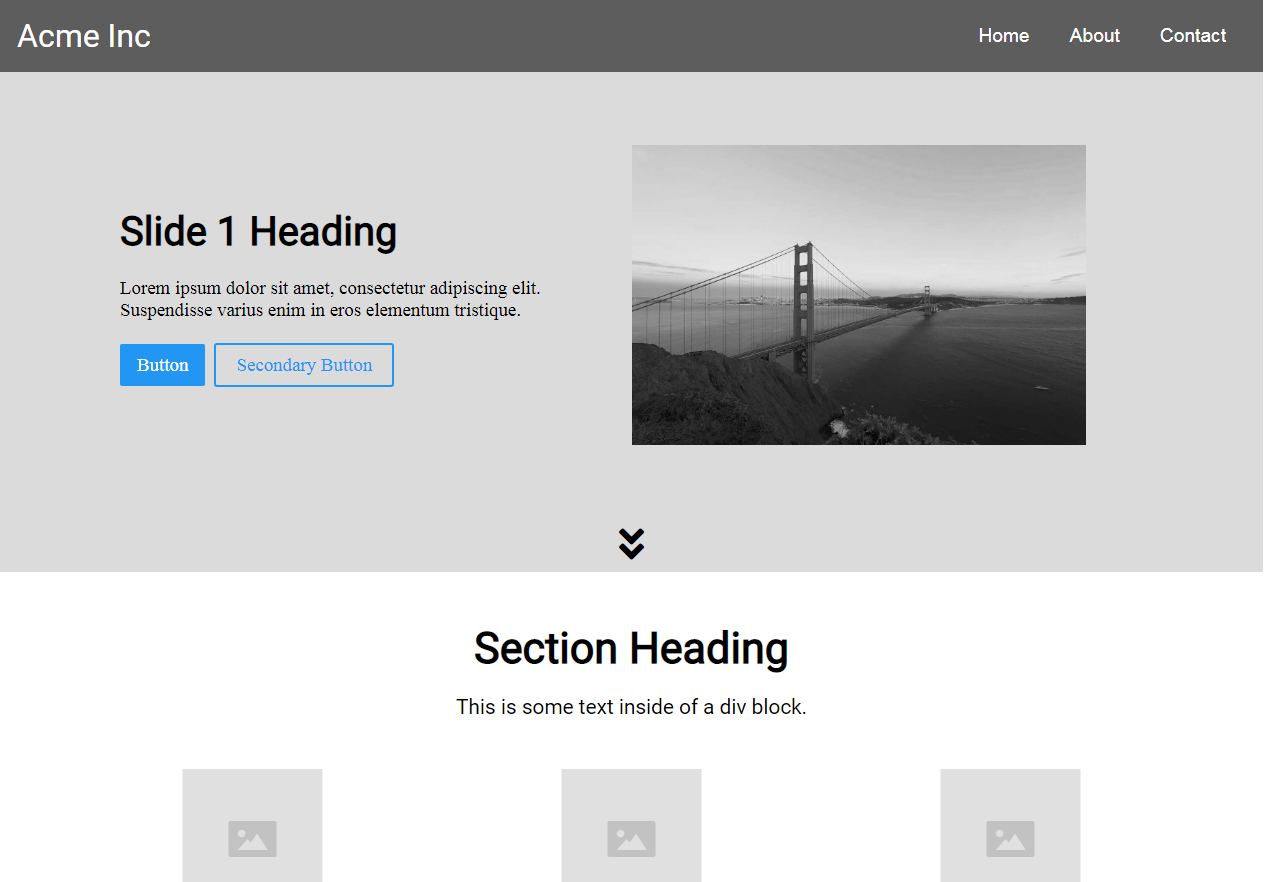 Acme Inc
Home
About
Contact
Slide 1 Heading
Lorem ipsum dolor sit amet, consectetur adipiscing elit.
Suspendisse varius enim in eros elementum tristique.
Button
Secondary Button
Section Heading
This is some text inside of a div block.